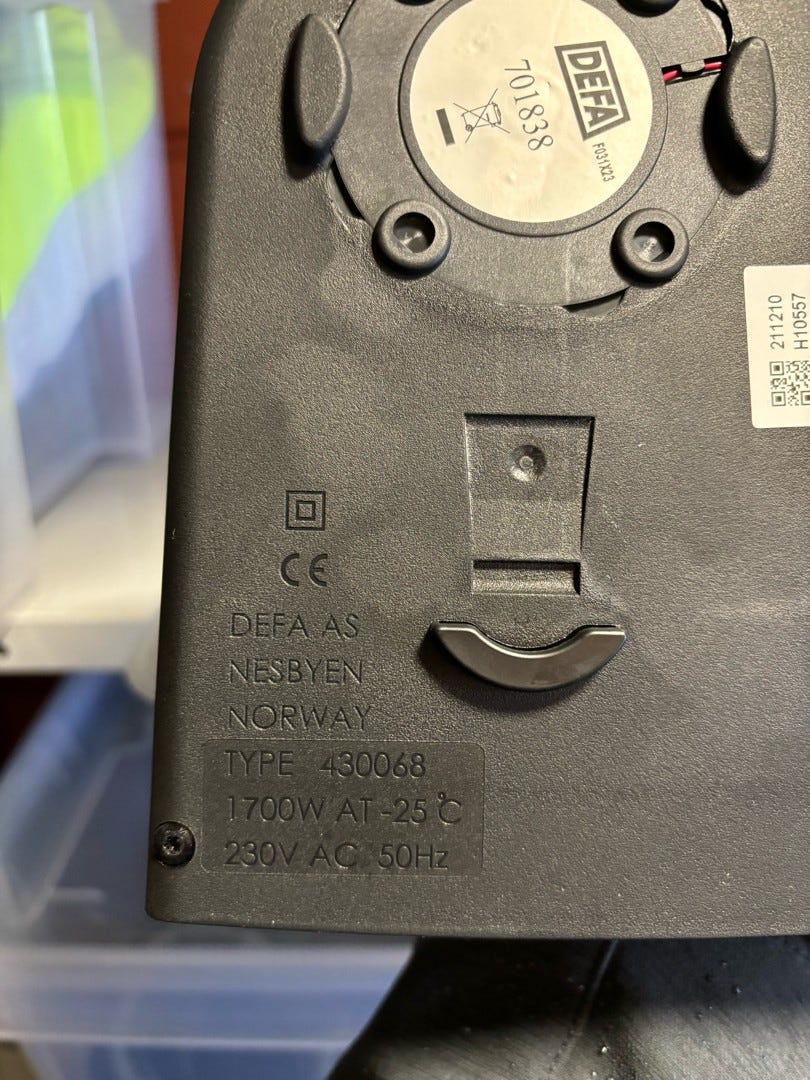 DEFA
F031X23
701838
211210
H10557
CE
DEFA AS
NESBYEN
NORWAY
TYPE 430068
1700W AT -25°C
230V AC 50Hz